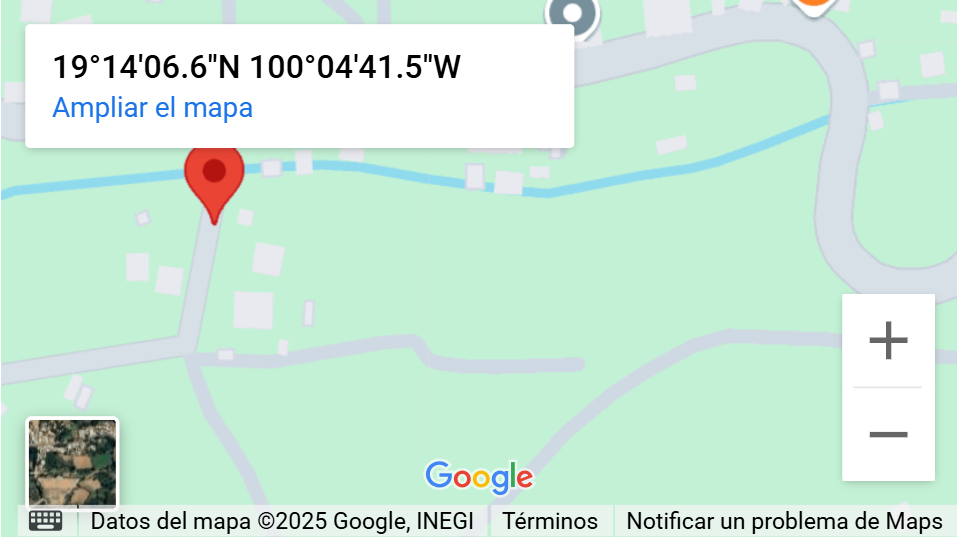 19°14'06.6"N 100°04'41.5"W
Ampliar el mapa
Google
Datos del mapa ©2025 Google, INEGI
Términos
Notificar un problema de Maps